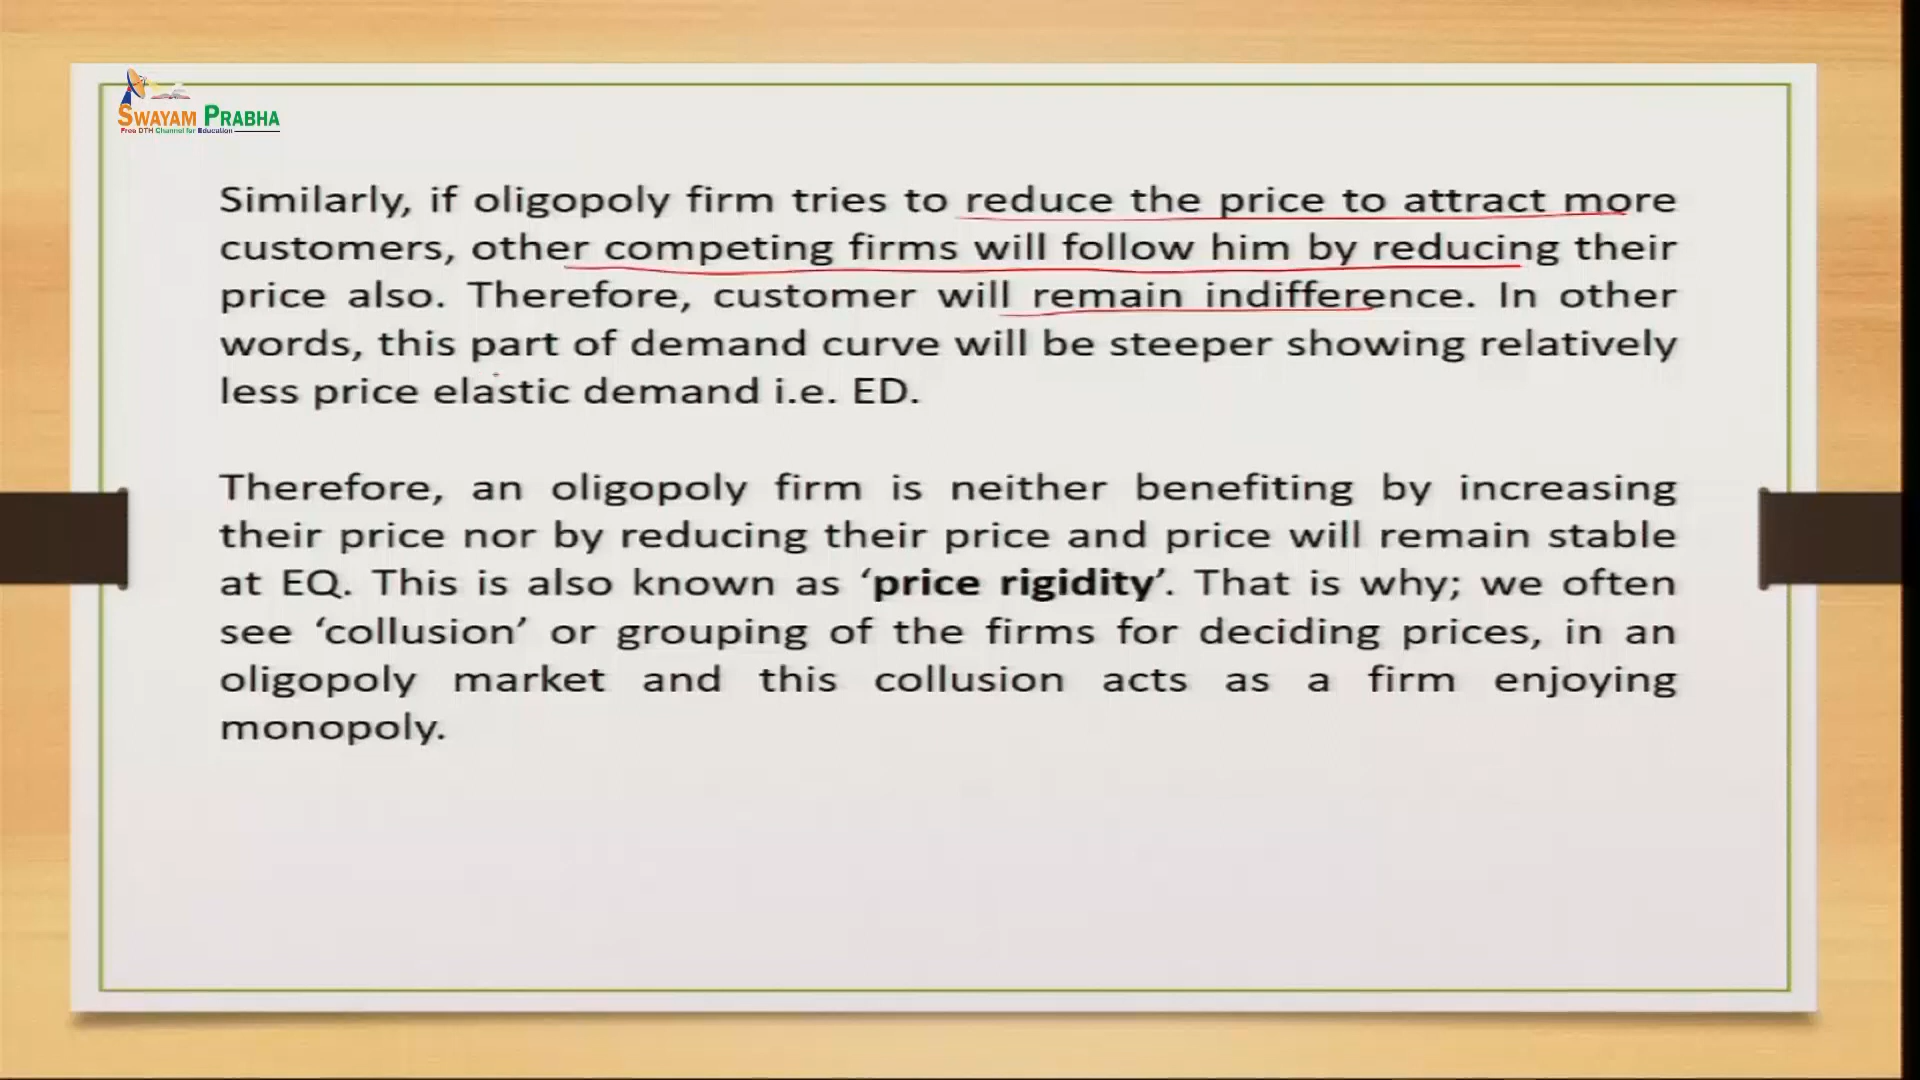 SWAYAM PRABHA
Free DTH Channel for Education
Similarly, if oligopoly firm tries to reduce the price to attract more
customers, other competing firms will follow him by reducing their
price also. Therefore, customer will remain indifference. In other
words, this part of demand curve will be steeper showing relatively
less price elastic demand i.e. ED.
Therefore, an oligopoly firm is neither benefiting by increasing
their price nor by reducing their price and price will remain stable
at EQ. This is also known as ‘price rigidity’. That is why; we often
see ‘collusion’ or grouping of the firms for deciding prices, in an
oligopoly market and this collusion acts as a firm enjoying
monopoly.